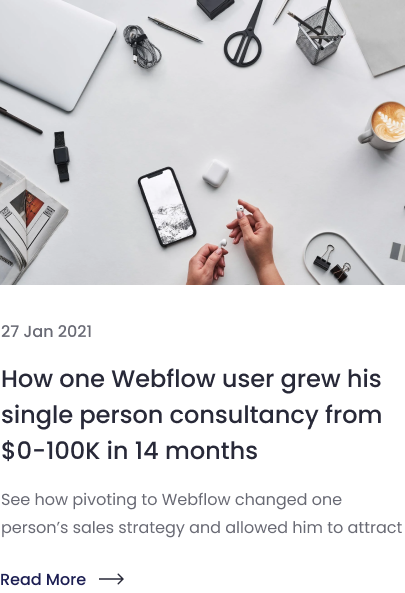 27 Jan 2021
How one Webflow user grew his
single person consultancy from
$0-100K in 14 months
See how pivoting to Webflow changed one
person’s sales strategy and allowed him to attract
Read More